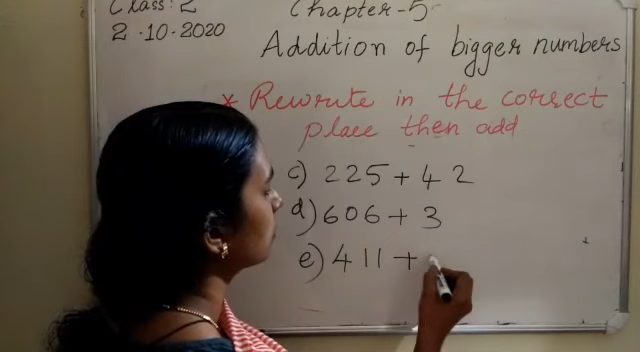 Class: 2
Chapter-5
2-10-2020
Addition of bigger numbers
* Rewrite in the correct
place then add
c) 225 + 42
d) 606 + 3
e) 411 +